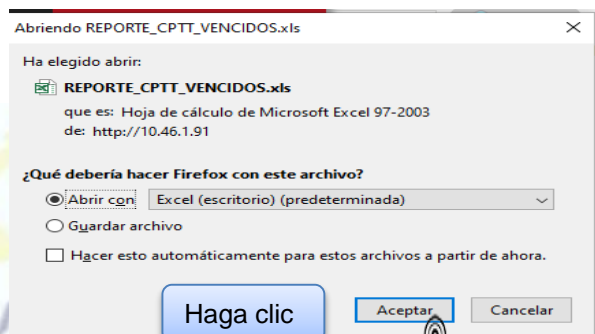 Abriendo REPORTE_CPTT_VENCIDOS.xls
Ha elegido abrir:
REPORTE_CPTT_VENCIDOS.xls
que es: Hoja de cálculo de Microsoft Excel 97-2003
de: http://10.46.1.91
¿Qué debería hacer Firefox con este archivo?
Abrir con Excel (escritorio) (predeterminada)
Guardar archivo
Hacer esto automáticamente para estos archivos a partir de ahora.
Haga clic
Aceptar Cancelar